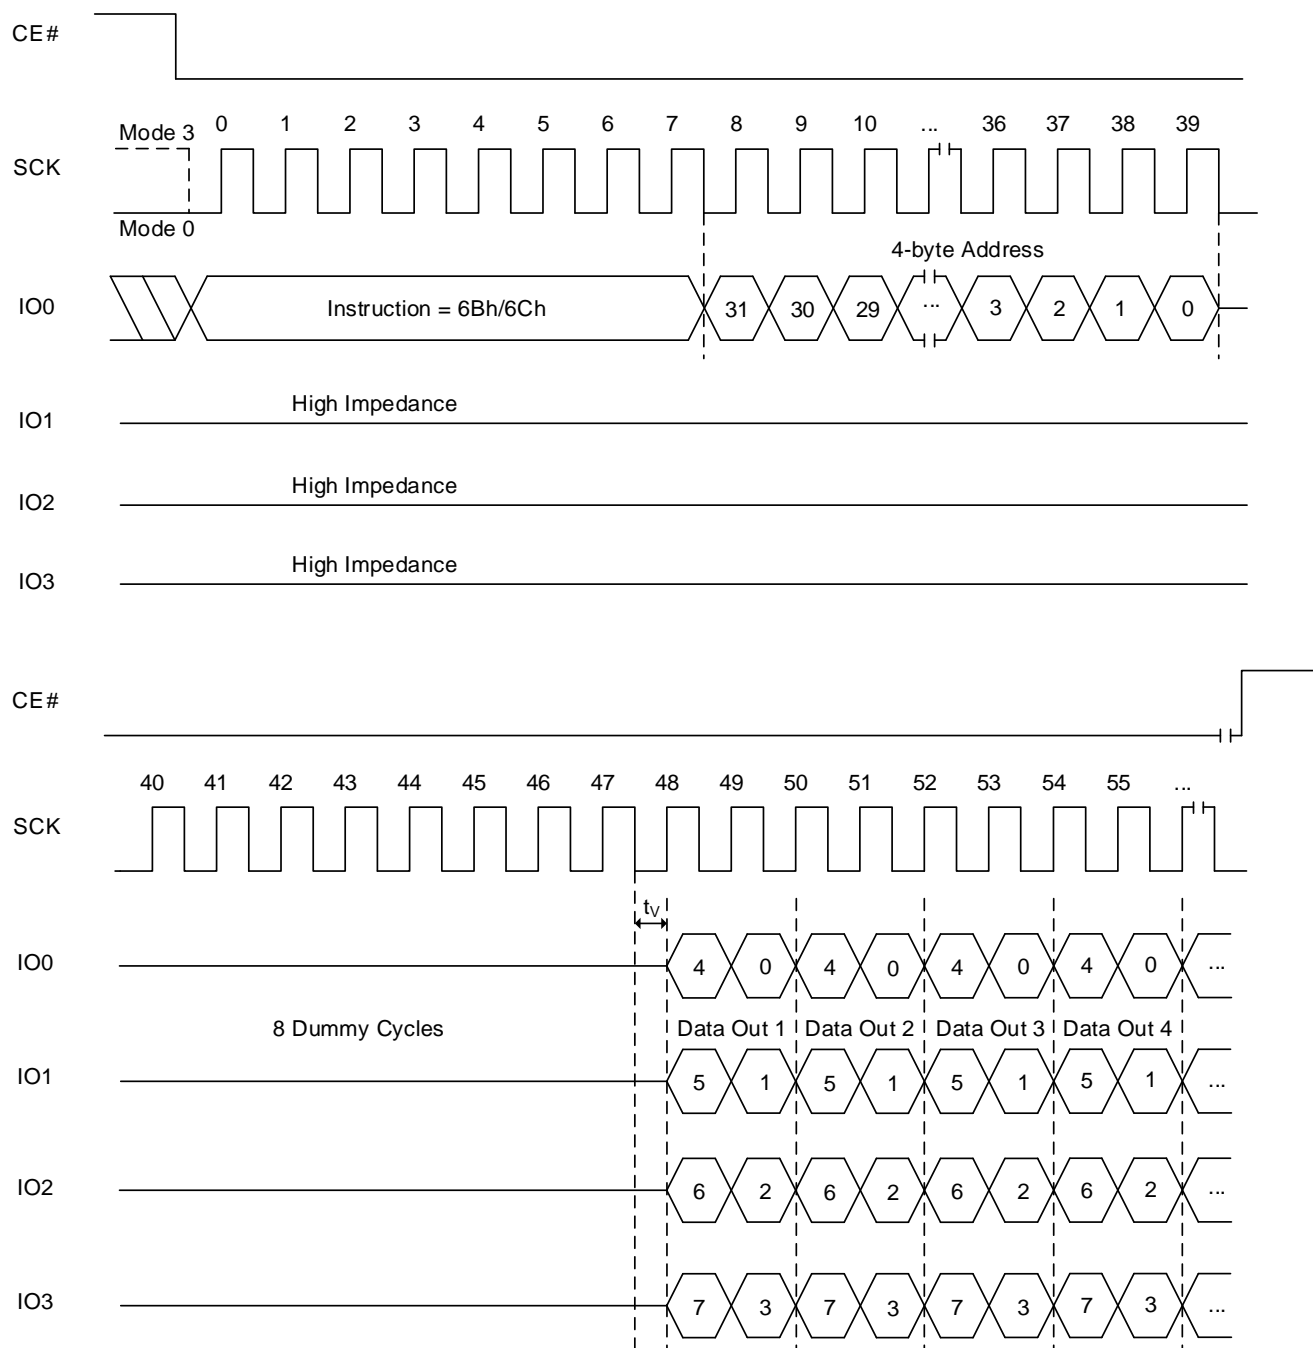 CE#
Mode 3 0 1 2 3 4 5 6 7 8 9 10 ... 36 37 38 39
SCK
Mode 0
4-byte Address
IO0 Instruction = 6Bh/6Ch 31 30 29 ... 3 2 1 0
High Impedance
IO1
High Impedance
IO2
High Impedance
IO3
CE#
40 41 42 43 44 45 46 47 48 49 50 51 52 53 54 55 ...
SCK
tV
IO0 4 0 4 0 4 0 4 0 ...
8 Dummy Cycles Data Out 1 Data Out 2 Data Out 3 Data Out 4
IO1 5 1 5 1 5 1 5 1 ...
IO2 6 2 6 2 6 2 6 2 ...
IO3 7 3 7 3 7 3 7 3 ...